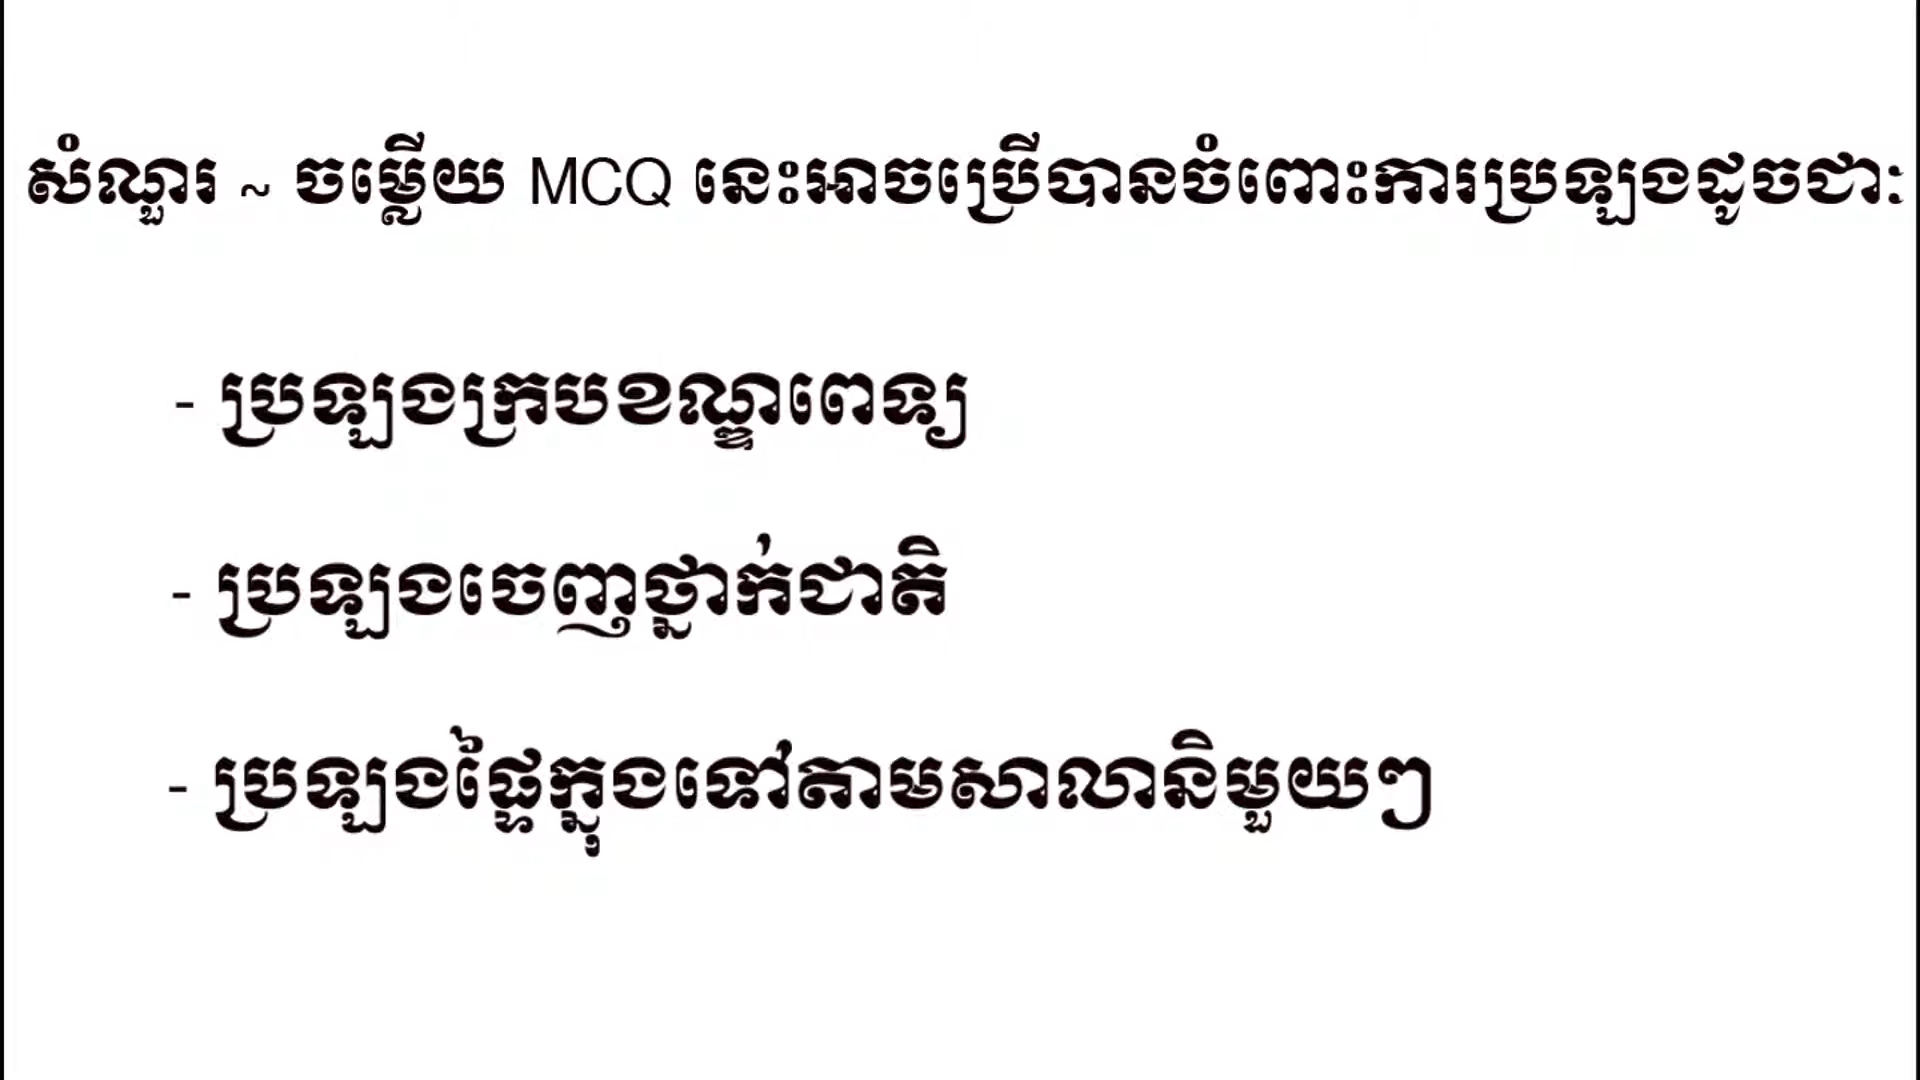 សំណួរ ~ ចម្លើយ MCQ នេះអាចប្រើបានចំពោះការប្រឡងដូចជាៈ
- ប្រឡងក្របខណ្ឌពេទ្យ
- ប្រឡងចេញថ្នាក់ជាតិ
- ប្រឡងផ្ទៃក្នុងទៅតាមសាលានិមួយៗ